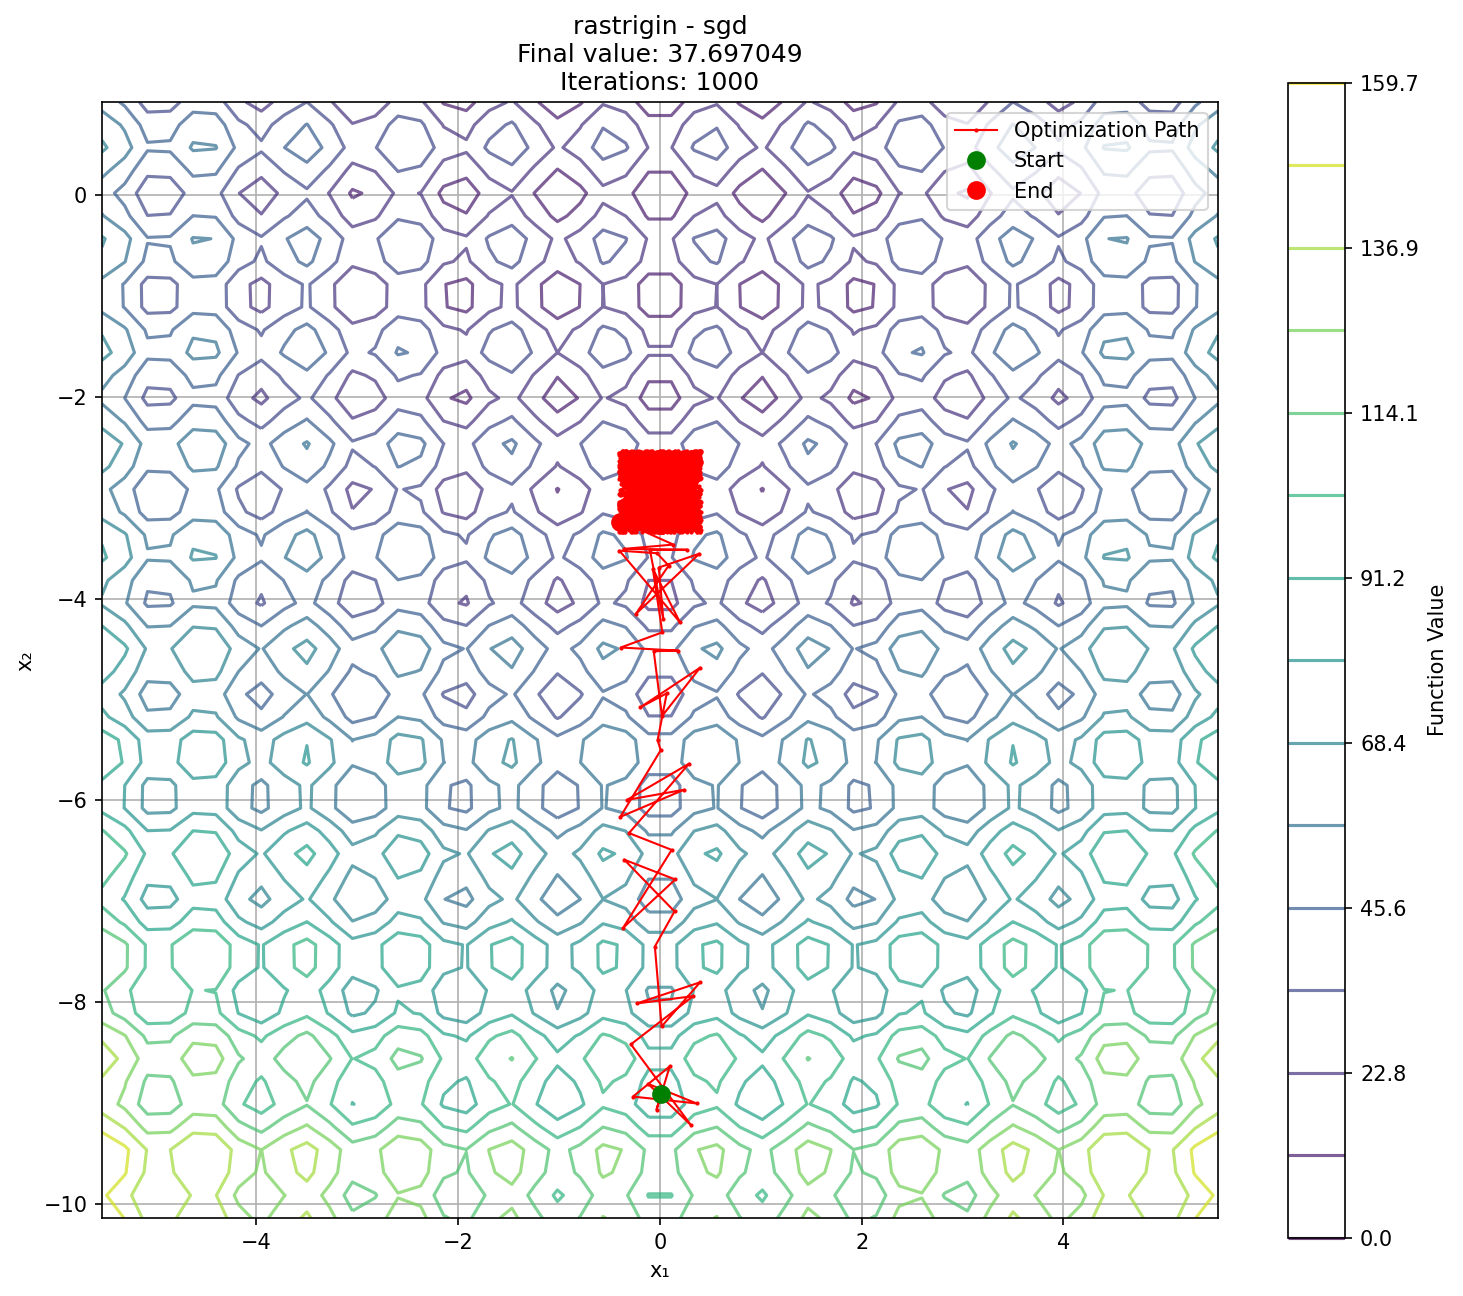 rastrigin - sgd
Final value: 37.697049
Iterations: 1000
Optimization Path
Start
End
0
−2
−4
−6
−8
−10
x₂
−4
−2
0
2
4
x₁
159.7
136.9
114.1
91.2
68.4
45.6
22.8
0.0
Function Value